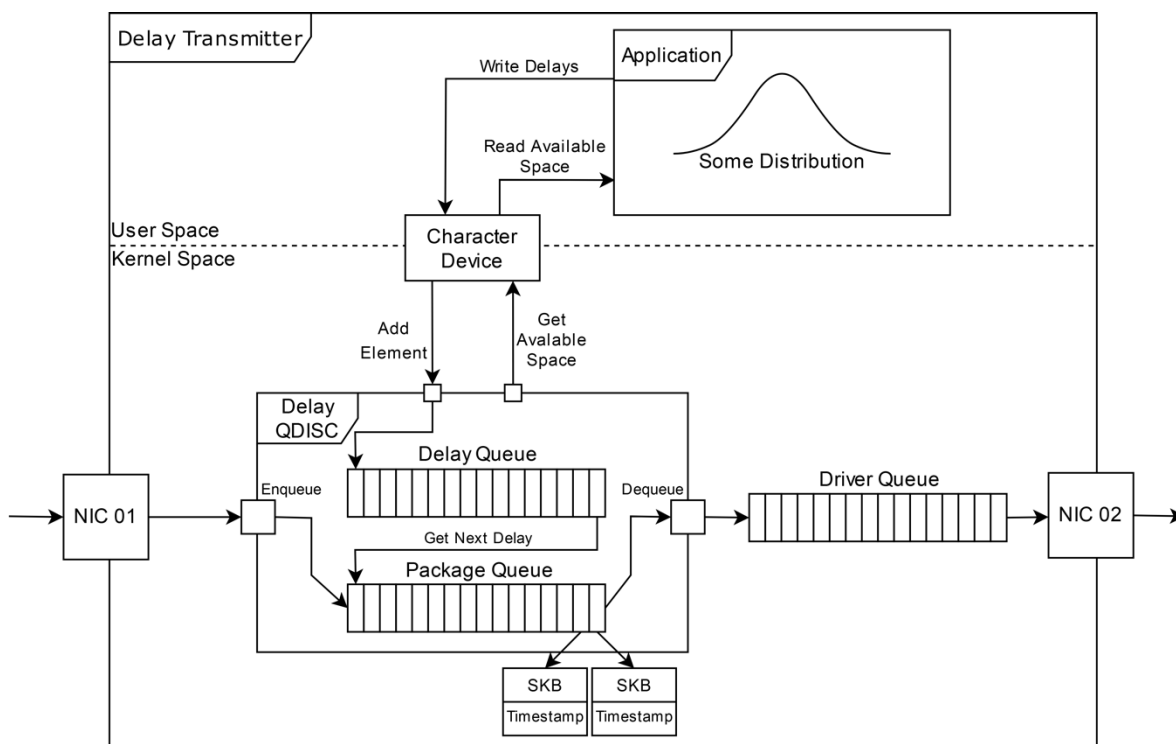 Delay Transmitter
Application
Write Delays
Read Available
Space
Some Distribution
User Space
Kernel Space
Character
Device
Add
Element
Get
Avalable
Space
Delay
QDISC
Delay Queue
Driver Queue
Enqueue
Dequeue
NIC 01
NIC 02
Get Next Delay
Package Queue
SKB
Timestamp
SKB
Timestamp